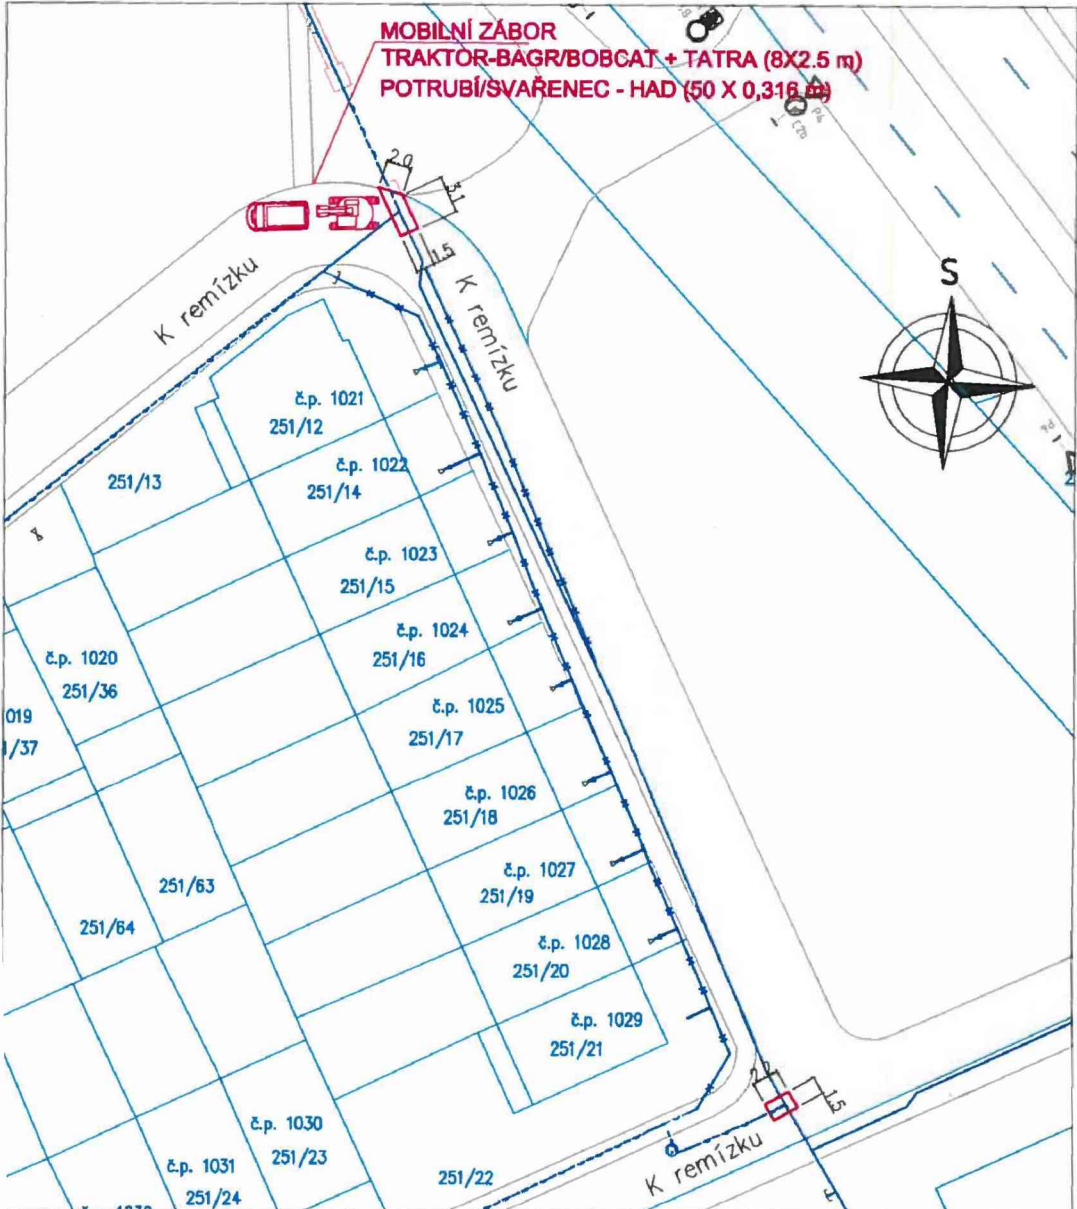 MOBILNÍ ZÁBOR
TRAKTOR-BAGR/BOBCAT + TATRA (8X2.5 m)
POTRUBÍ/SVAŘENEC - HAD (50 X 0,316 m)
2.0
3.1
1.5
K remízku
K remízku
S
č.p. 1021
251/12
č.p. 1022
251/14
251/13
8
č.p. 1023
251/15
č.p. 1024
251/16
č.p. 1020
251/36
č.p. 1025
251/17
019
/37
č.p. 1026
251/18
č.p. 1027
251/19
251/63
251/64
č.p. 1028
251/20
č.p. 1029
251/21
1.5
K remízku
č.p. 1030
251/23
č.p. 1031
251/24
251/22